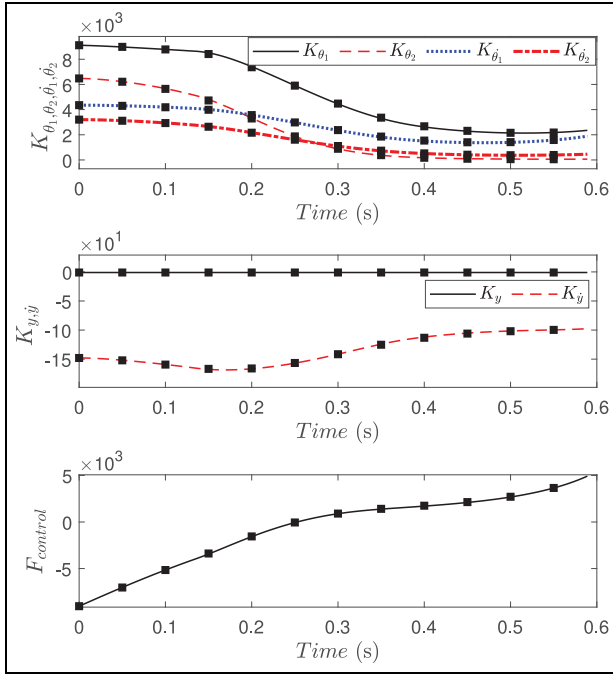 ×10³
8
6
4
2
0
K_{θ₁,θ₂,θ̇₁,θ̇₂}
K_{θ₁} K_{θ₂} K_{θ̇₁} K_{θ̇₂}
0 0.1 0.2 0.3 0.4 0.5 0.6
Time (s)
×10¹
0
-5
-10
-15
K_{y,ẏ}
K_y K_ẏ
0 0.1 0.2 0.3 0.4 0.5 0.6
Time (s)
×10³
5
0
-5
F_{control}
0 0.1 0.2 0.3 0.4 0.5 0.6
Time (s)